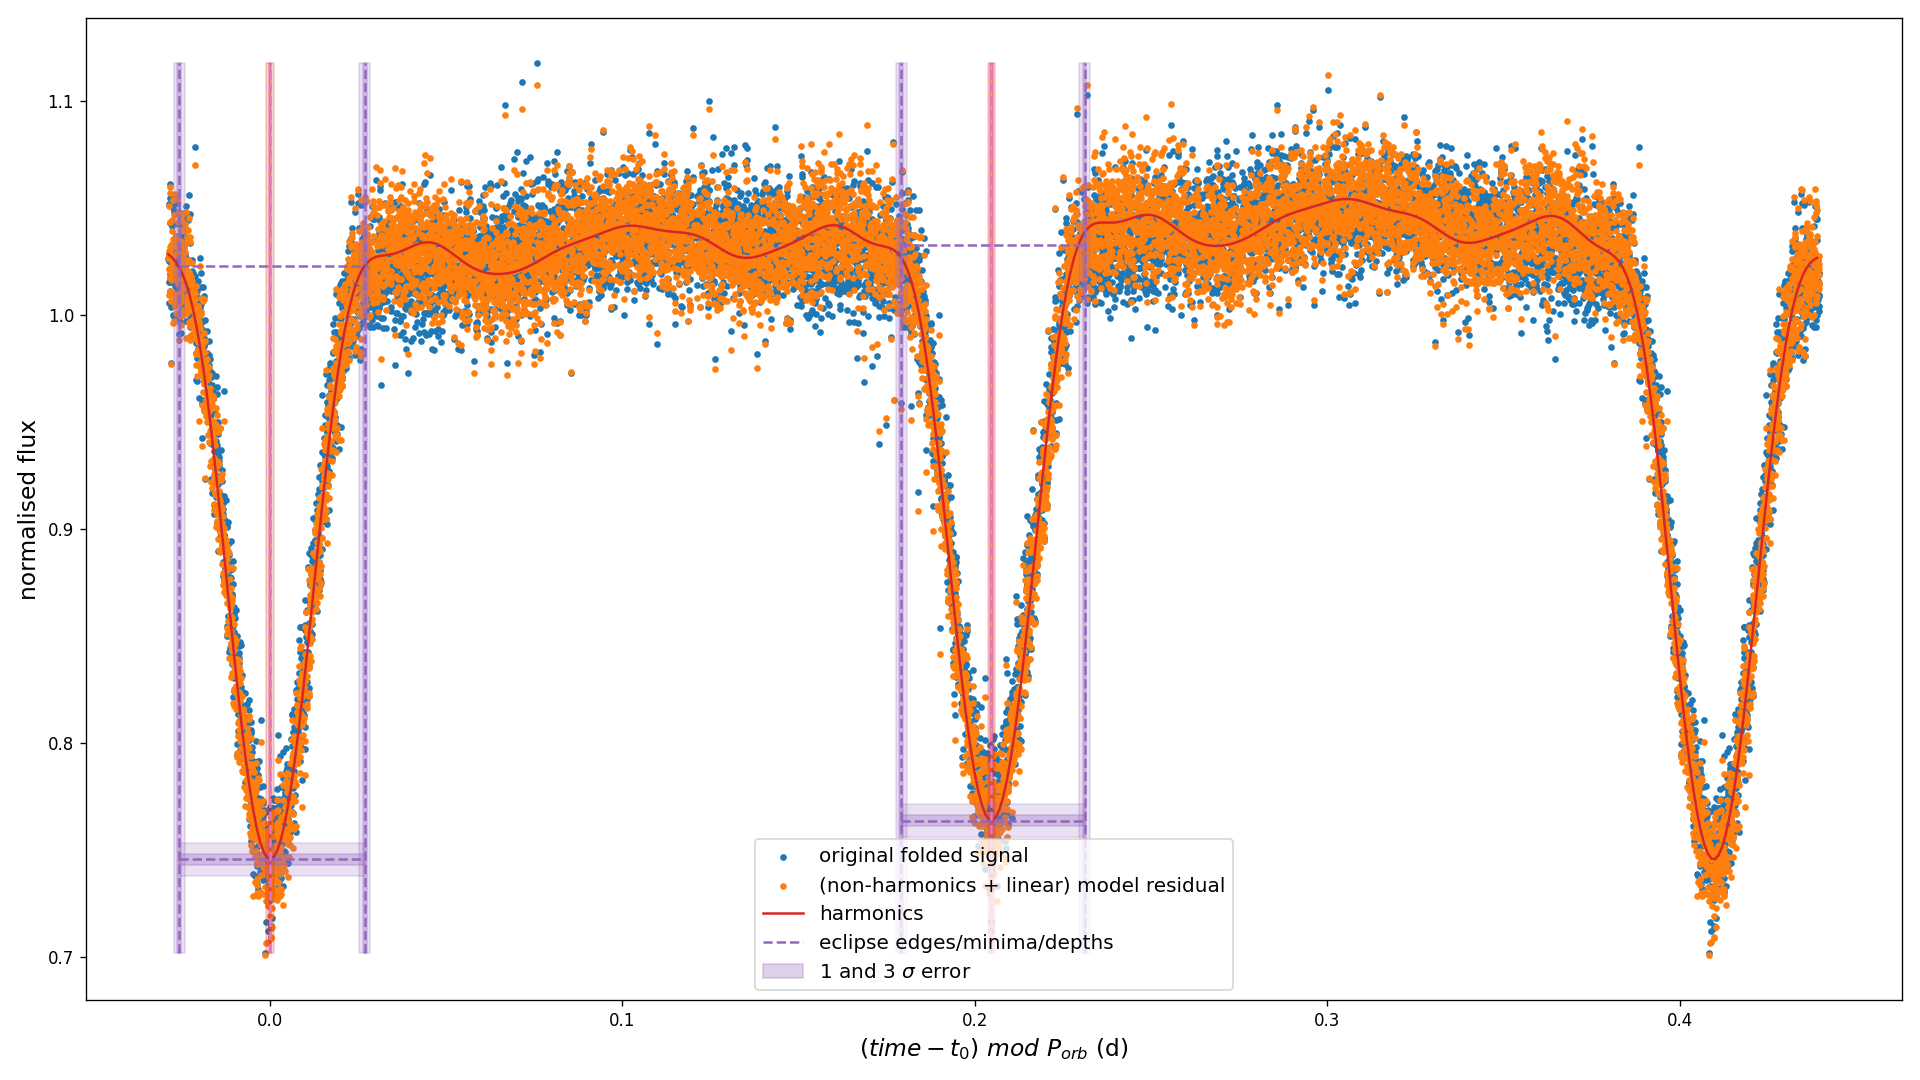 1.1
1.0
0.9
0.8
0.7
normalised flux
original folded signal
(non-harmonics + linear) model residual
harmonics
eclipse edges/minima/depths
1 and 3 σ error
0.0 0.1 0.2 0.3 0.4
(time − t₀) mod Pₒᵣb (d)